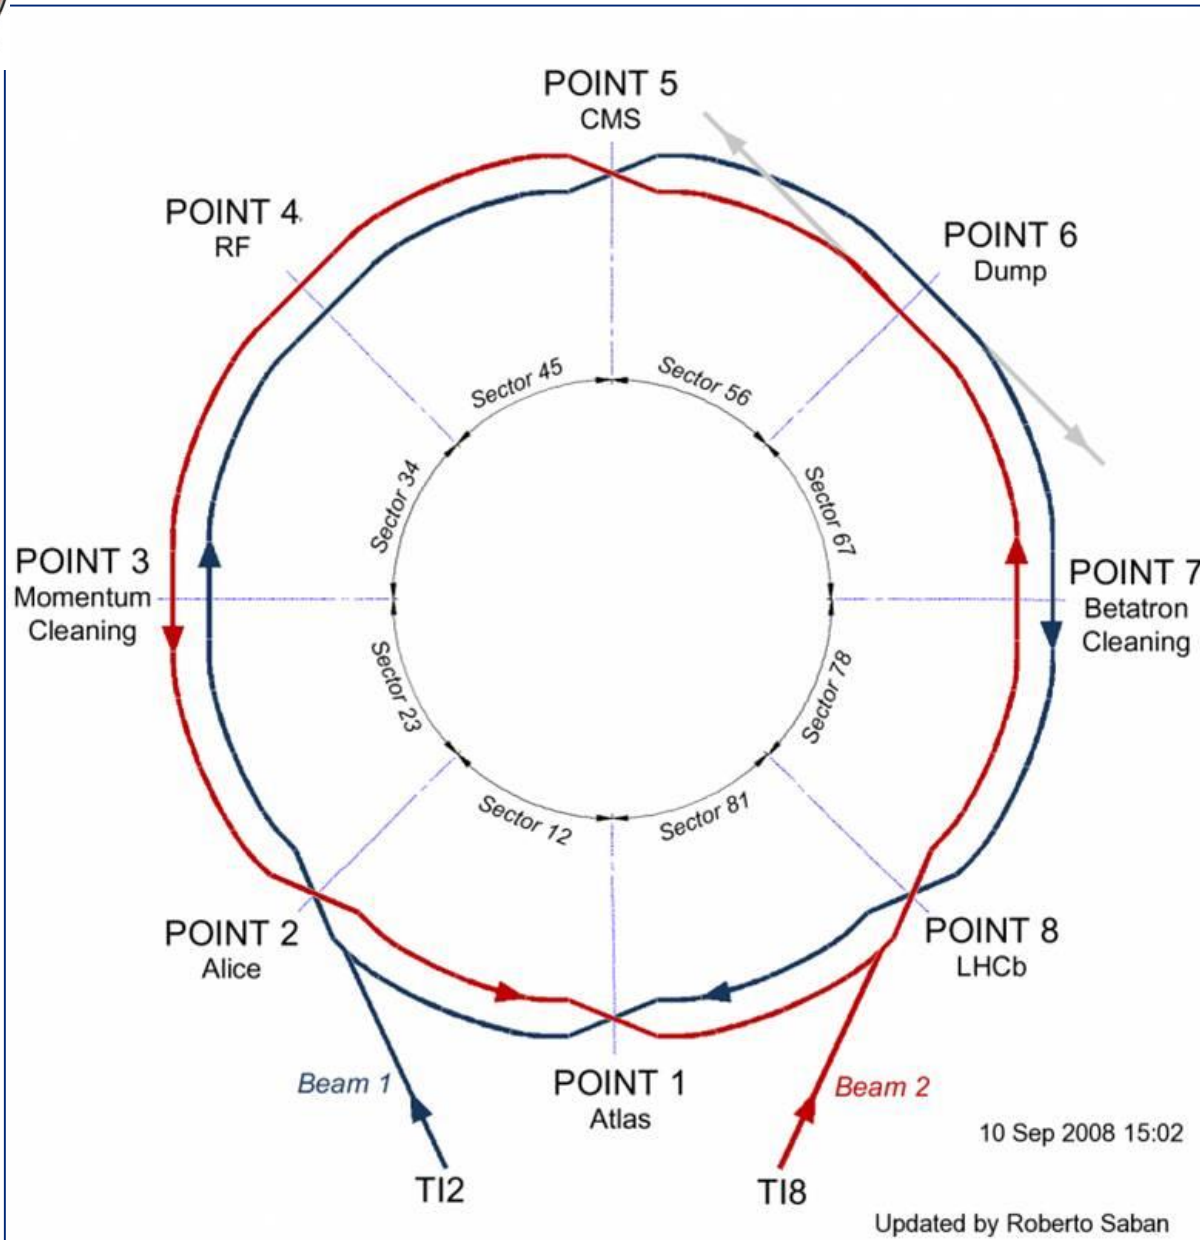 POINT 5
CMS
POINT 4
RF
POINT 6
Dump
Sector 45
Sector 56
Sector 34
Sector 67
POINT 3
Momentum
Cleaning
POINT 7
Betatron
Cleaning
Sector 23
Sector 78
Sector 12
Sector 81
POINT 2
Alice
POINT 8
LHCb
Beam 1
POINT 1
Atlas
Beam 2
10 Sep 2008 15:02
TI2
TI8
Updated by Roberto Saban